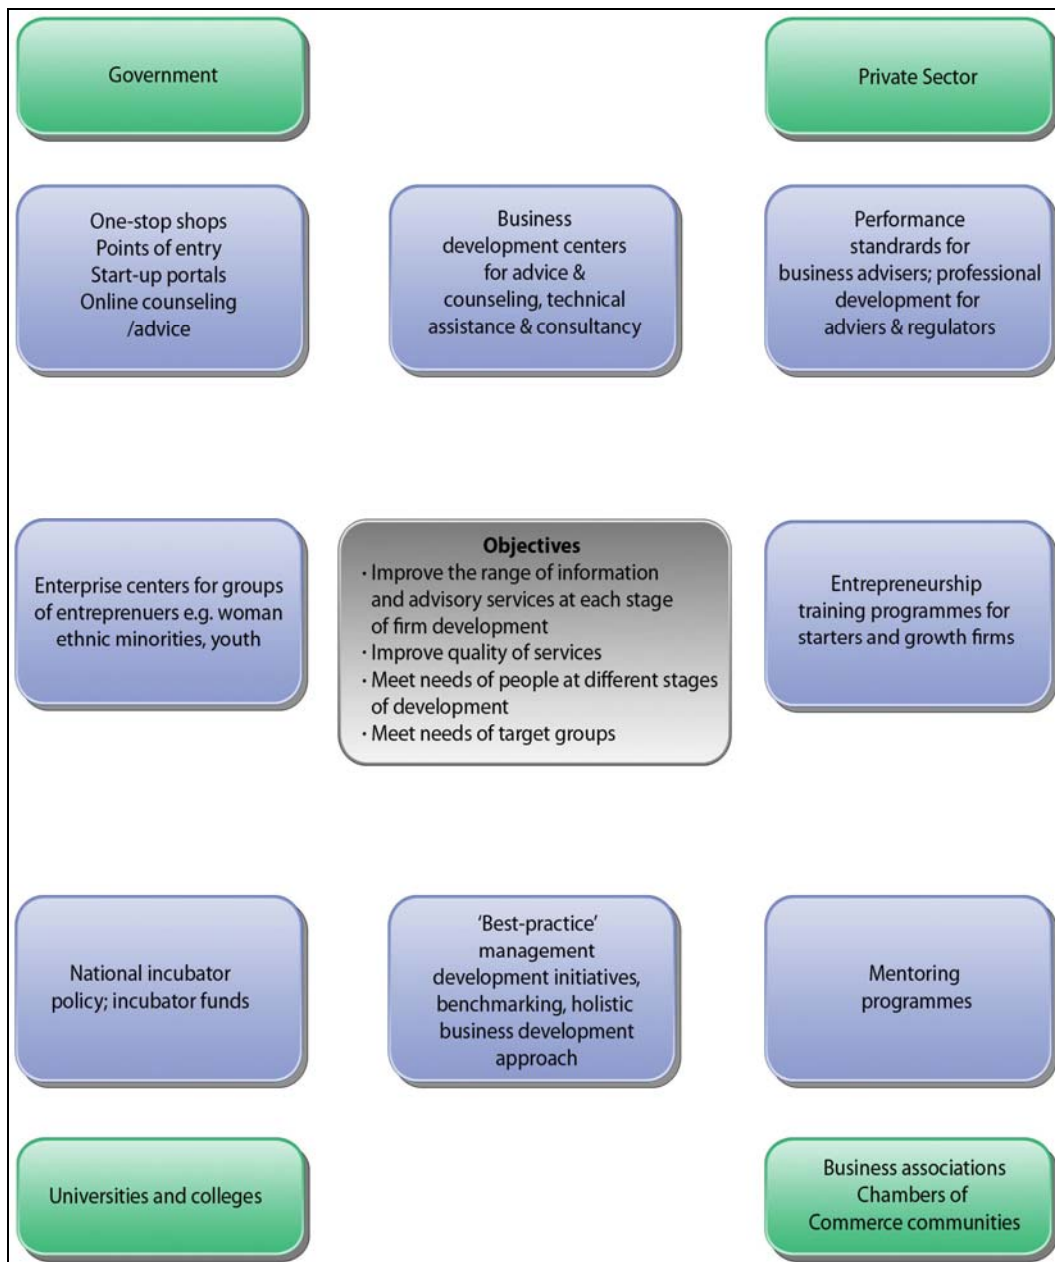 Government
Private Sector
One-stop shops
Points of entry
Start-up portals
Online counseling
/advice
Business
development centers
for advice &
counseling, technical
assistance & consultancy
Performance
standrards for
business advisers; professional
development for
adviers & regulators
Enterprise centers for groups
of entreprenuers e.g. woman
ethnic minorities, youth
Objectives
· Improve the range of information
and advisory services at each stage
of firm development
· Improve quality of services
· Meet needs of people at different stages
of development
· Meet needs of target groups
Entrepreneurship
training programmes for
starters and growth firms
National incubator
policy; incubator funds
‘Best-practice’
management
development initiatives,
benchmarking, holistic
business development
approach
Mentoring
programmes
Universities and colleges
Business associations
Chambers of
Commerce communities